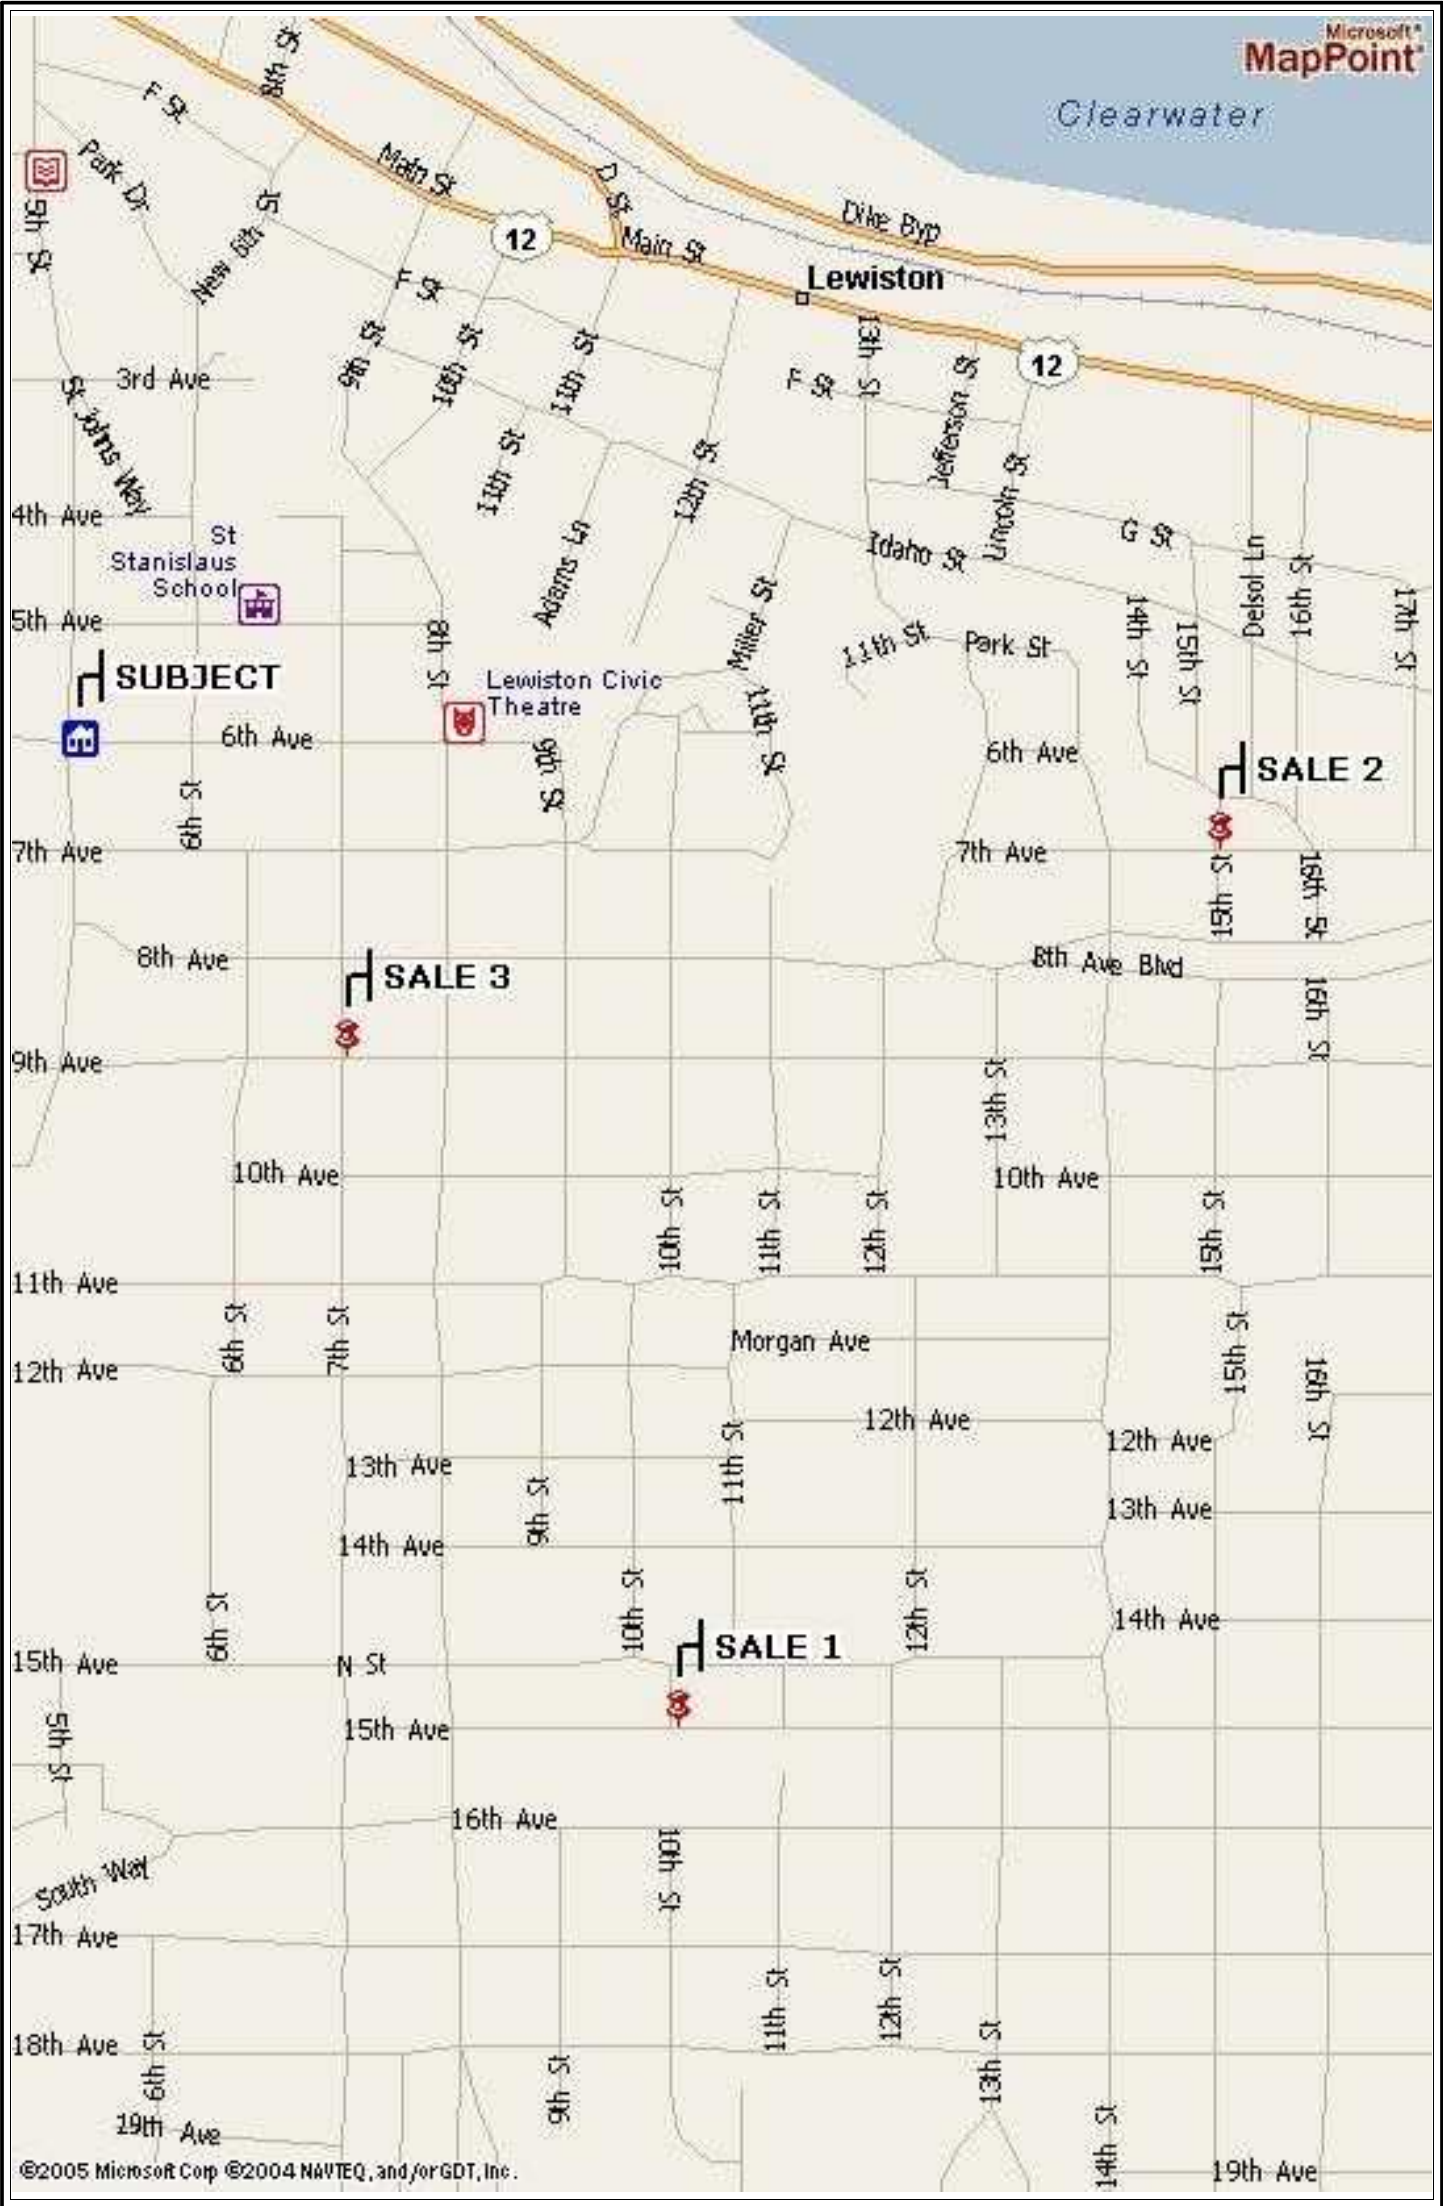 Microsoft®
MapPoint®
Clearwater
8th St
F St
Main St
Park Dr
D St
5th St
New 6th St
Dike Byp
12
Main St
Lewiston
F St
13th St
9th St
10th St
11th St
Jefferson St
12
3rd Ave
F St
St Johns Way
11th St
12th St
Lincoln St
4th Ave
St
Stanislaus
School
Adams Ln
Idaho St
G St
Delsol Ln
16th St
5th Ave
8th St
Miller St
11th St
Park St
14th St
15th St
17th St
SUBJECT
Lewiston Civic
Theatre
11th St
6th Ave
9th St
6th Ave
SALE 2
6th St
7th Ave
7th Ave
15th St
16th St
8th Ave
SALE 3
8th Ave Blvd
16th St
9th Ave
13th St
10th Ave
10th Ave
10th St
11th St
12th St
15th St
11th Ave
6th St
7th St
Morgan Ave
15th St
12th Ave
16th St
12th Ave
12th Ave
13th Ave
11th St
9th St
13th Ave
14th Ave
6th St
10th St
12th St
14th Ave
SALE 1
15th Ave
N St
5th St
15th Ave
16th Ave
10th St
South Way
17th Ave
11th St
12th St
18th Ave
6th St
9th St
13th St
19th Ave
14th St
19th Ave
©2005 Microsoft Corp ©2004 NAVTEQ, and/or GDT, Inc.